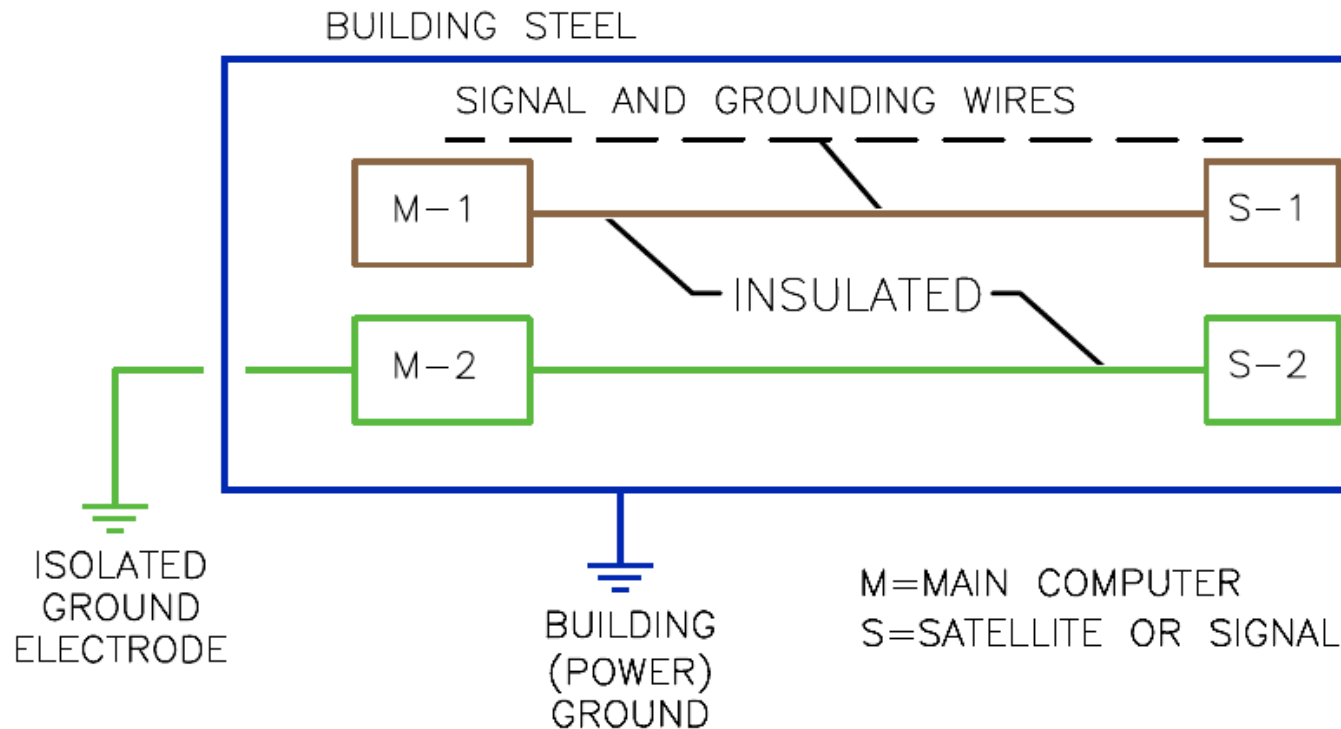 BUILDING STEEL
SIGNAL AND GROUNDING WIRES
M-1
S-1
INSULATED
M-2
S-2
ISOLATED
GROUND
ELECTRODE
BUILDING
(POWER)
GROUND
M=MAIN COMPUTER
S=SATELLITE OR SIGNAL